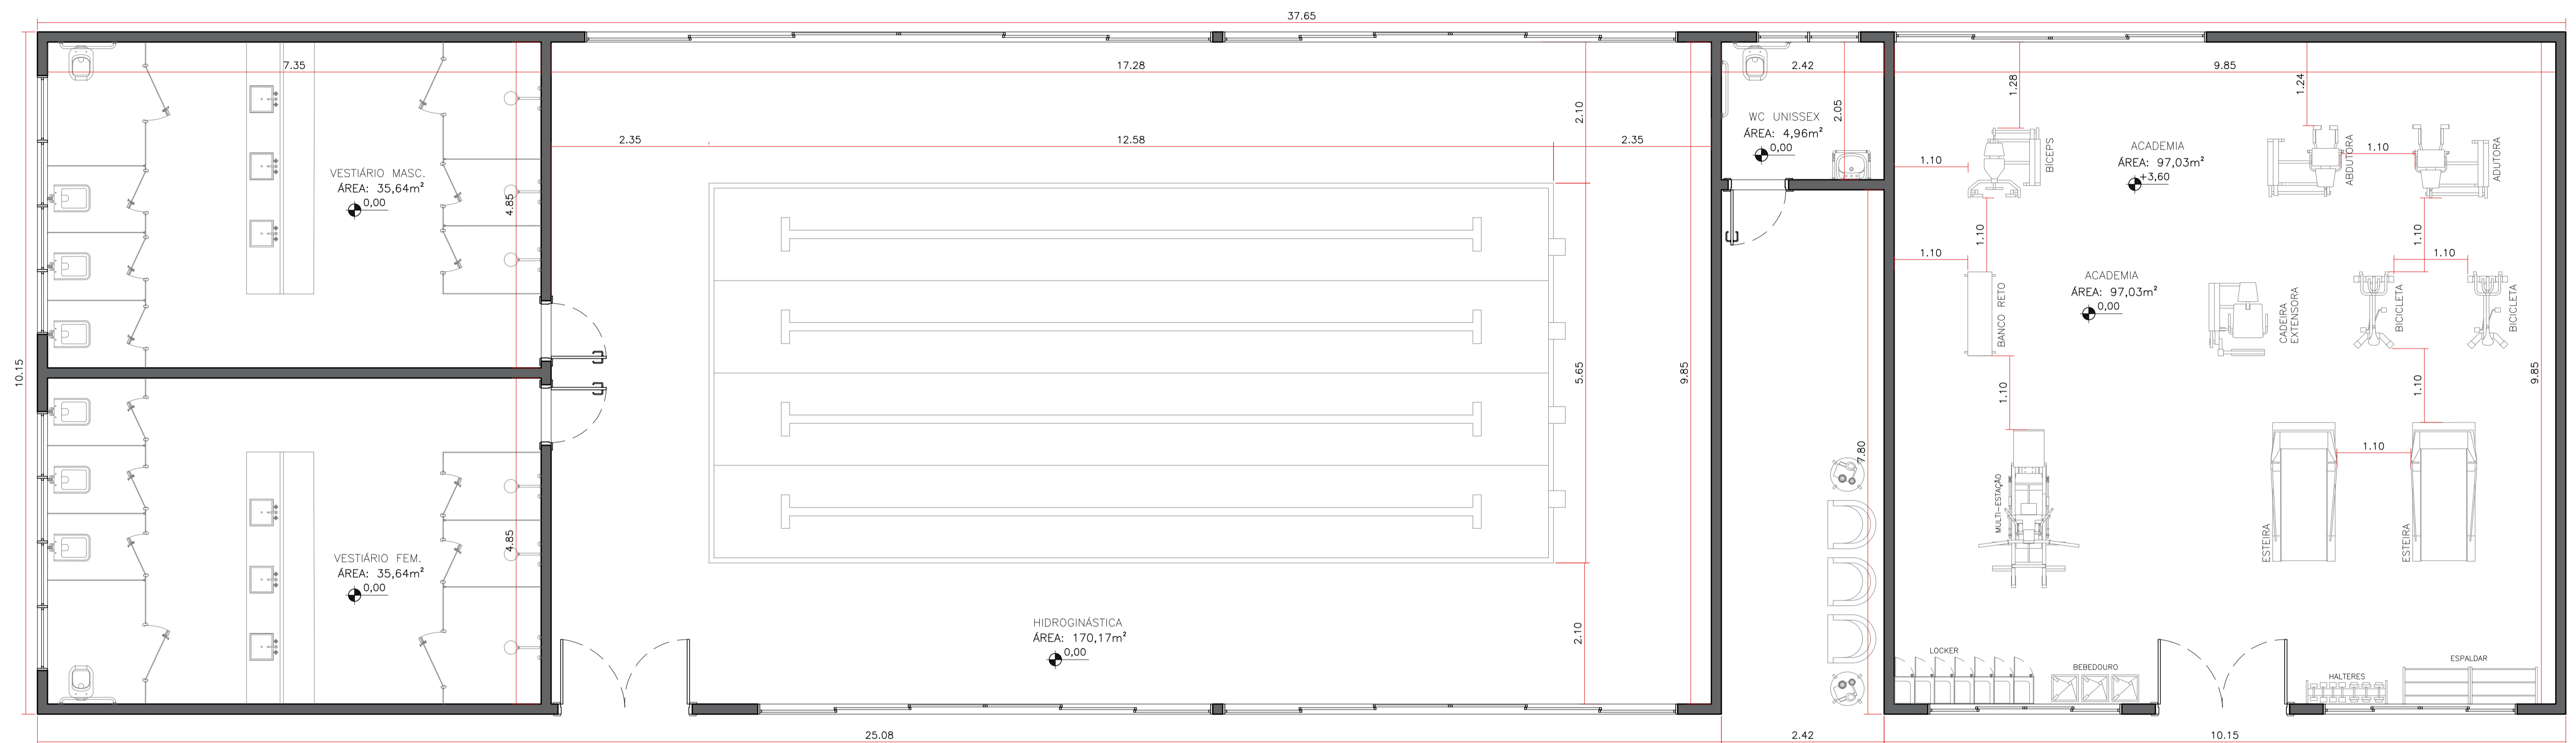 37.65
7.35
17.28
2.42
9.85
1.28
1.24
2.10
2.05
2.35
12.58
2.35
WC UNISSEX
ÁREA: 4,96m²
0,00
BÍCEPS
ACADEMIA
ÁREA: 97,03m²
+3,60
ABDUTORA
1.10
ADUTORA
1.10
VESTIÁRIO MASC.
ÁREA: 35,64m²
0,00
4.85
1.10
1.10
1.10
1.10
ACADEMIA
ÁREA: 97,03m²
0,00
BANCO RETO
CADEIRA
EXTENSORA
BICICLETA
BICICLETA
10.15
5.65
9.85
9.85
1.10
1.10
7.80
1.10
MULTI-ESTAÇÃO
ESTEIRA
ESTEIRA
VESTIÁRIO FEM.
ÁREA: 35,64m²
0,00
4.85
HIDROGINÁSTICA
ÁREA: 170,17m²
0,00
2.10
LOCKER
BEBEDOURO
HALTERES
ESPALDAR
25.08
2.42
10.15